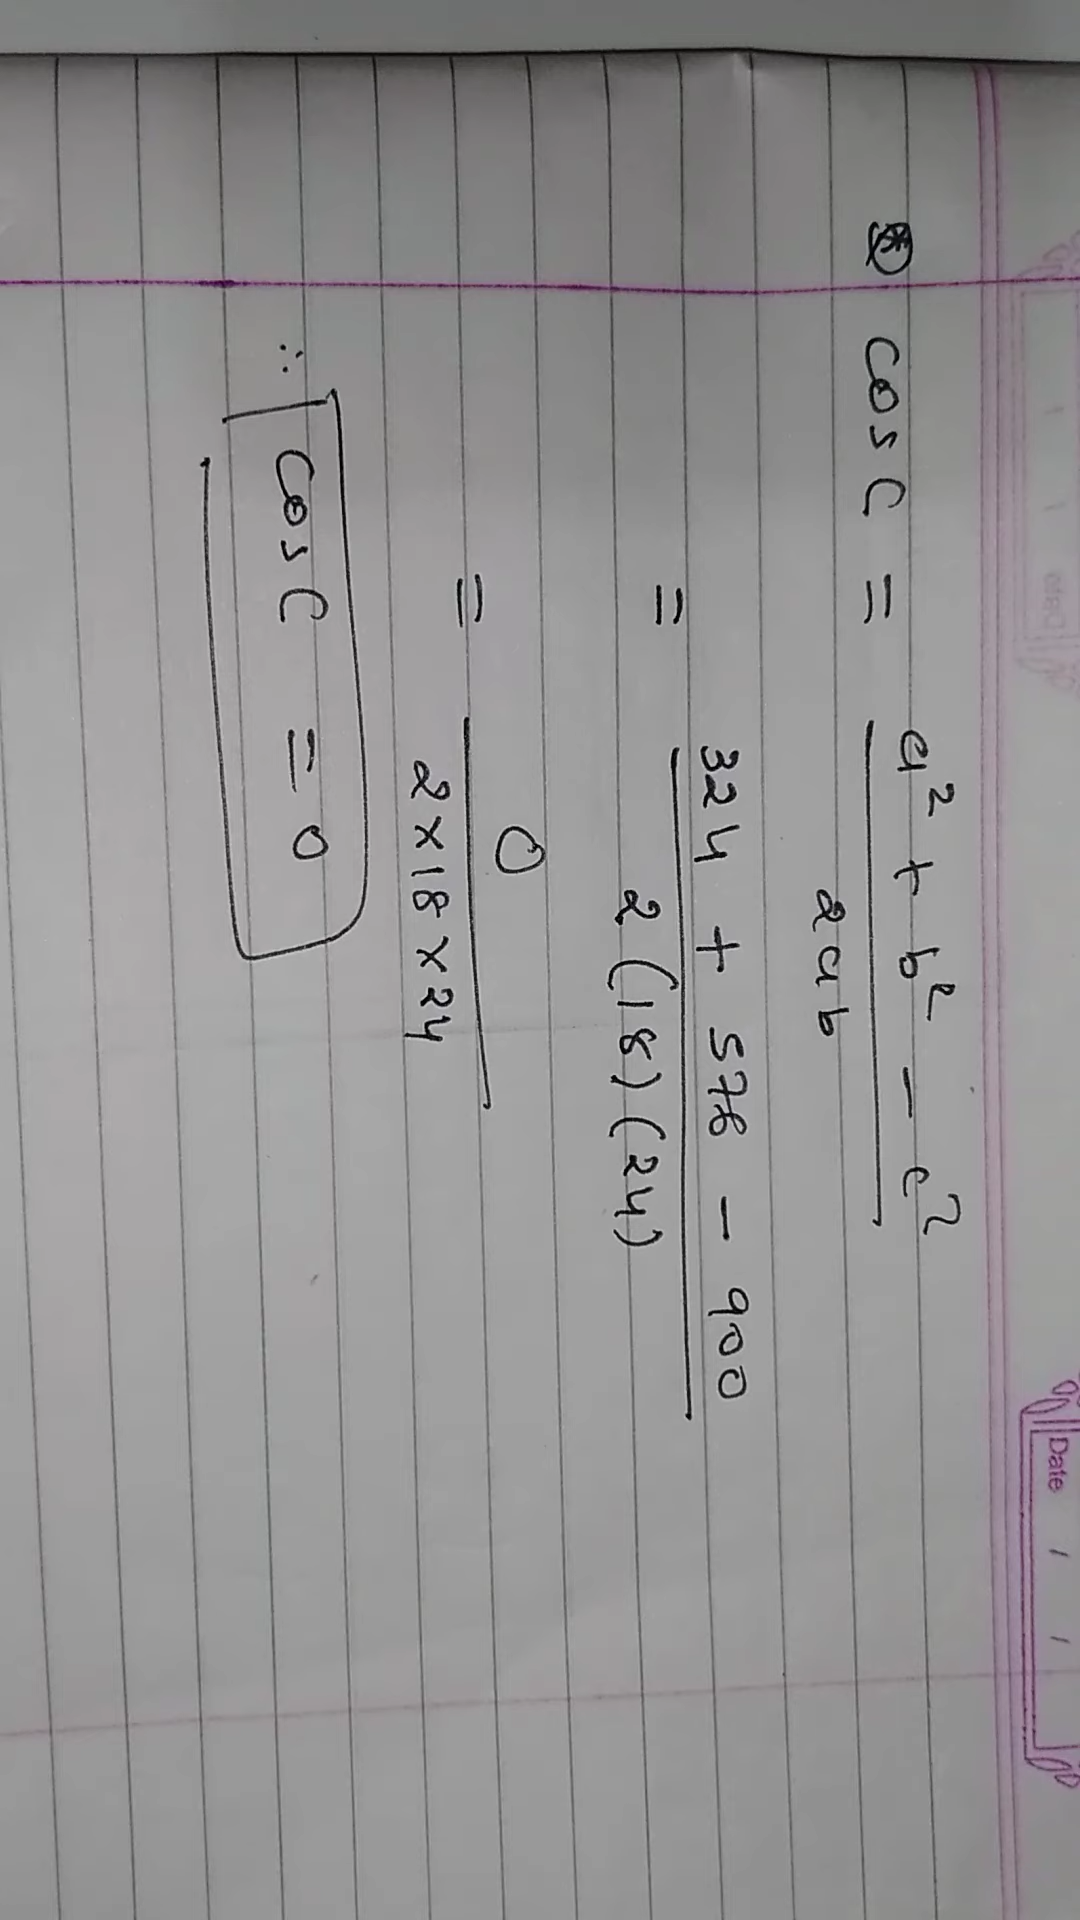 Date / /
cos C = a² + b² - c²
2ab
= 324 + 576 - 900
2 (18) (24)
= 0
2 × 18 × 24
∴ cos C = 0